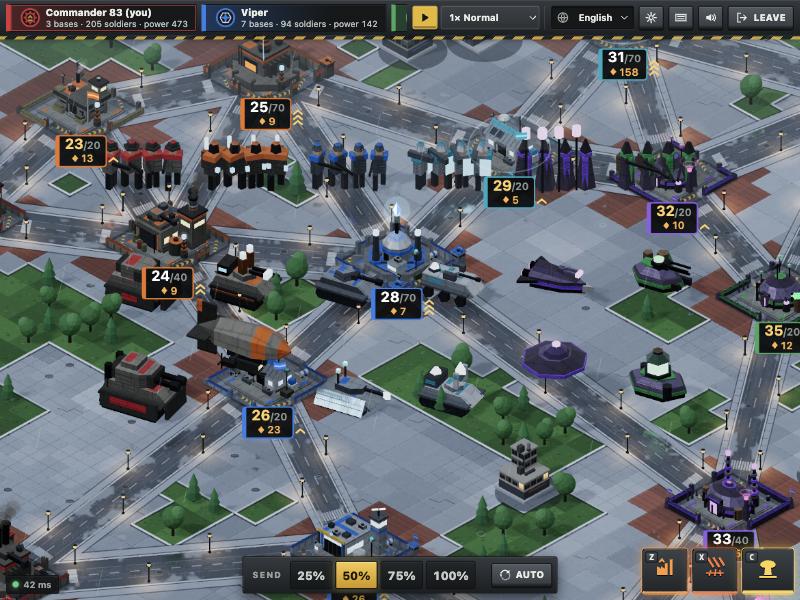 Commander 83 (you)
3 bases · 205 soldiers · power 473
Viper
7 bases · 94 soldiers · power 142
1× Normal
English
LEAVE
31/70
158
25/70
9
23/20
13
29/20
5
32/20
10
24/40
9
28/70
7
35/20
12
26/20
23
33/40
Z
X
C
SEND
25%
50%
75%
100%
AUTO
42 ms